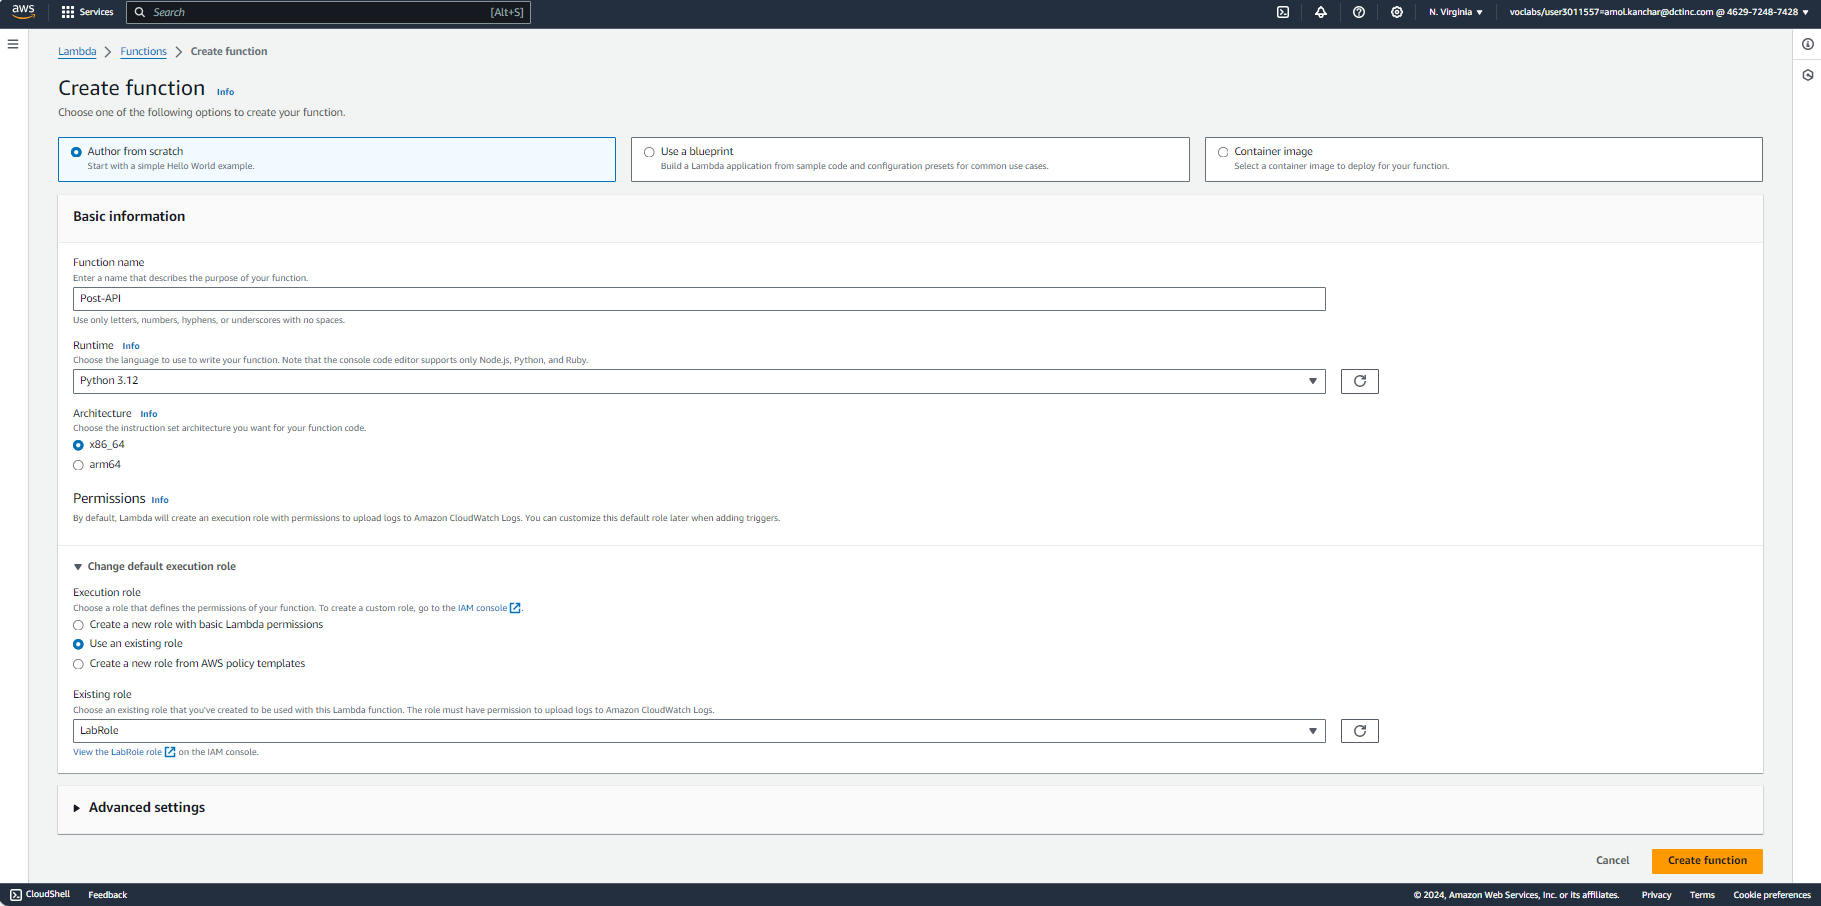 aws
Services
Search
[Alt+S]
N. Virginia
voclabs/user3011557=amol.kanchar@dctinc.com @ 4629-7248-7428
Lambda
Functions
Create function
Create function
Info
Choose one of the following options to create your function.
Author from scratch
Start with a simple Hello World example.
Use a blueprint
Build a Lambda application from sample code and configuration presets for common use cases.
Container image
Select a container image to deploy for your function.
Basic information
Function name
Enter a name that describes the purpose of your function.
Post-API
Use only letters, numbers, hyphens, or underscores with no spaces.
Runtime Info
Choose the language to use to write your function. Note that the console code editor supports only Node.js, Python, and Ruby.
Python 3.12
Architecture Info
Choose the instruction set architecture you want for your function code.
x86_64
arm64
Permissions Info
By default, Lambda will create an execution role with permissions to upload logs to Amazon CloudWatch Logs. You can customize this default role later when adding triggers.
Change default execution role
Execution role
Choose a role that defines the permissions of your function. To create a custom role, go to the IAM console.
Create a new role with basic Lambda permissions
Use an existing role
Create a new role from AWS policy templates
Existing role
Choose an existing role that you've created to be used with this Lambda function. The role must have permission to upload logs to Amazon CloudWatch Logs.
LabRole
View the LabRole role on the IAM console.
Advanced settings
Cancel
Create function
CloudShell
Feedback
© 2024, Amazon Web Services, Inc. or its affiliates.
Privacy
Terms
Cookie preferences